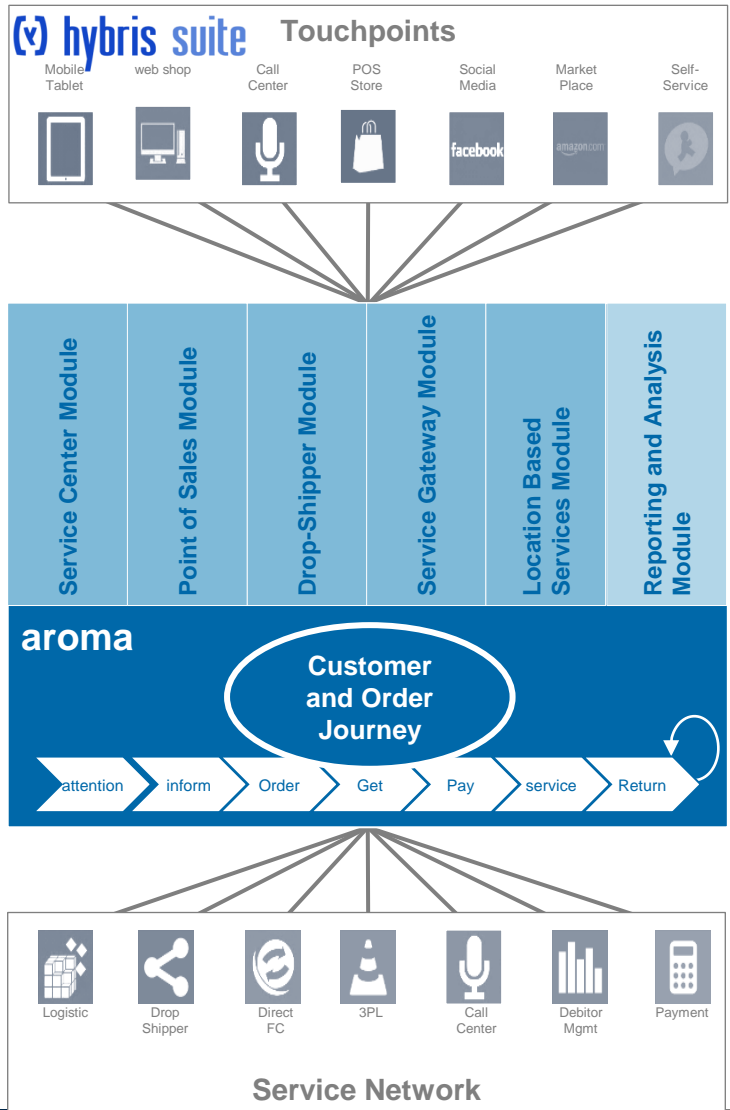 (y) hybris suite
Touchpoints
Mobile
Tablet
web shop
Call
Center
POS
Store
Social
Media
Market
Place
Self-
Service
facebook
amazon.com
Service Center Module
Point of Sales Module
Drop-Shipper Module
Service Gateway Module
Location Based
Services Module
Reporting and Analysis
Module
aroma
Customer
and Order
Journey
attention
inform
Order
Get
Pay
service
Return
Logistic
Drop
Shipper
Direct
FC
3PL
Call
Center
Debitor
Mgmt
Payment
Service Network